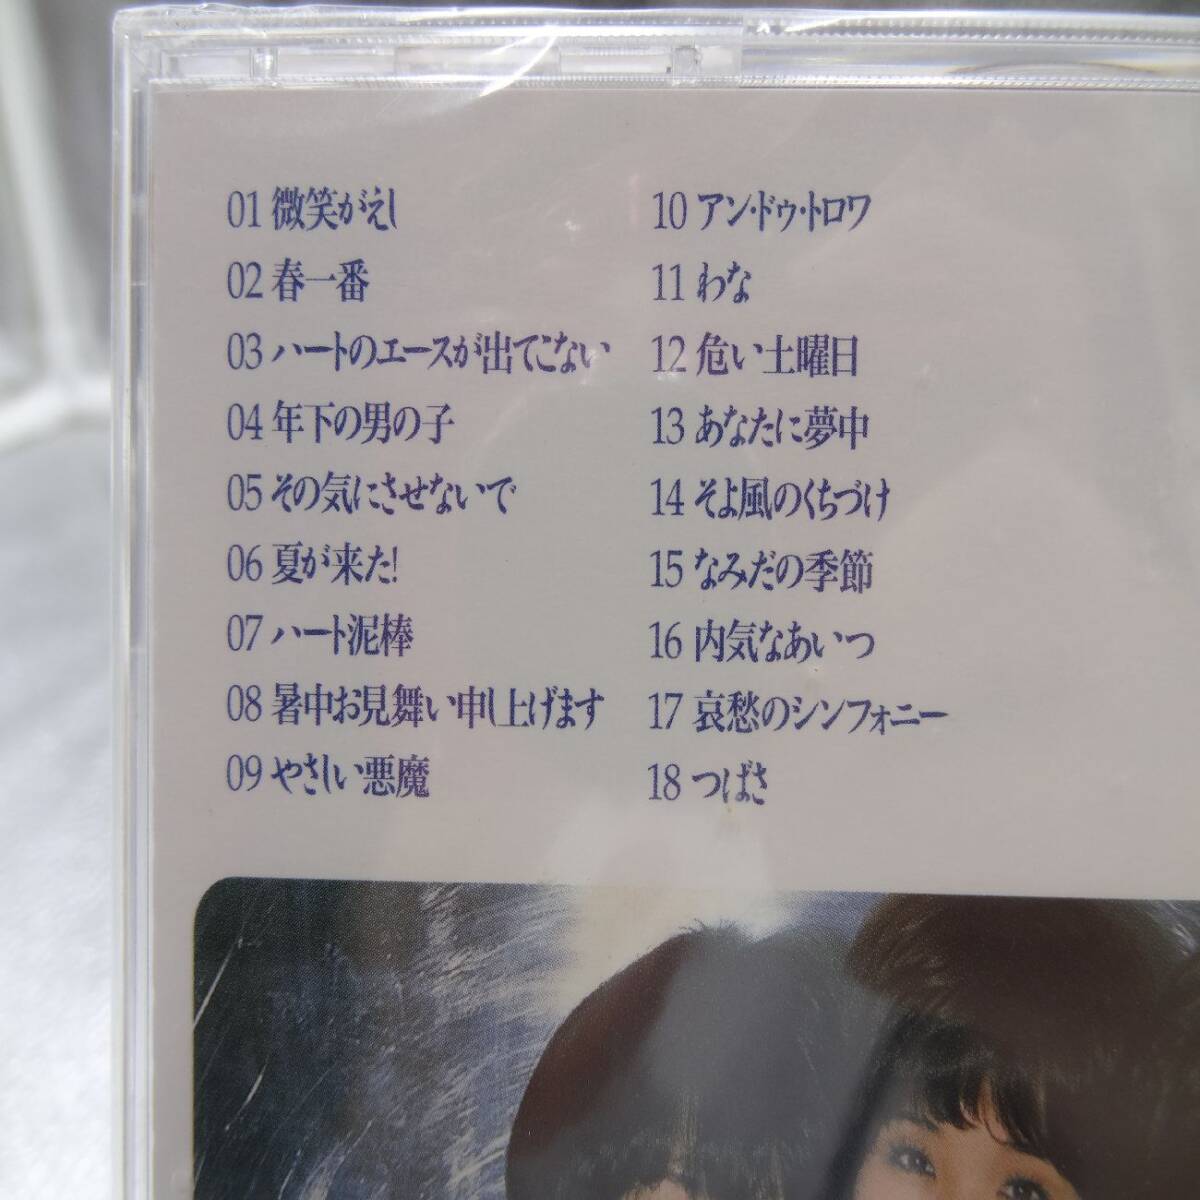 01 微笑がえし
02 春一番
03 ハートのエースが出てこない
04 年下の男の子
05 その気にさせないで
06 夏が来た!
07 ハート泥棒
08 暑中お見舞い申し上げます
09 やさしい悪魔
10 アン・ドゥ・トロワ
11 わな
12 危い土曜日
13 あなたに夢中
14 そよ風のくちづけ
15 なみだの季節
16 内気なあいつ
17 哀愁のシンフォニー
18 つばさ